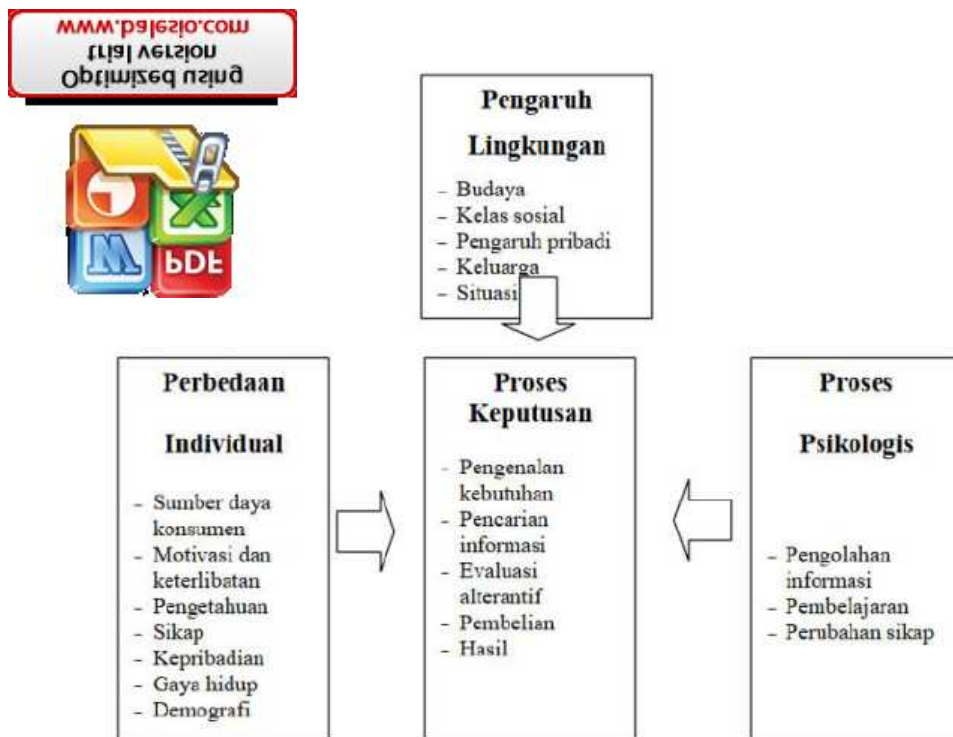 Optimized using
trial version
www.balesio.com
PDF
W
X
Pengaruh
Lingkungan
- Budaya
- Kelas sosial
- Pengaruh pribadi
- Keluarga
- Situasi
Perbedaan
Individual
- Sumber daya
konsumen
- Motivasi dan
keterlibatan
- Pengetahuan
- Sikap
- Kepribadian
- Gaya hidup
- Demografi
Proses
Keputusan
- Pengenalan
kebutuhan
- Pencarian
informasi
- Evaluasi
alterantif
- Pembelian
- Hasil
Proses
Psikologis
- Pengolahan
informasi
- Pembelajaran
- Perubahan sikap